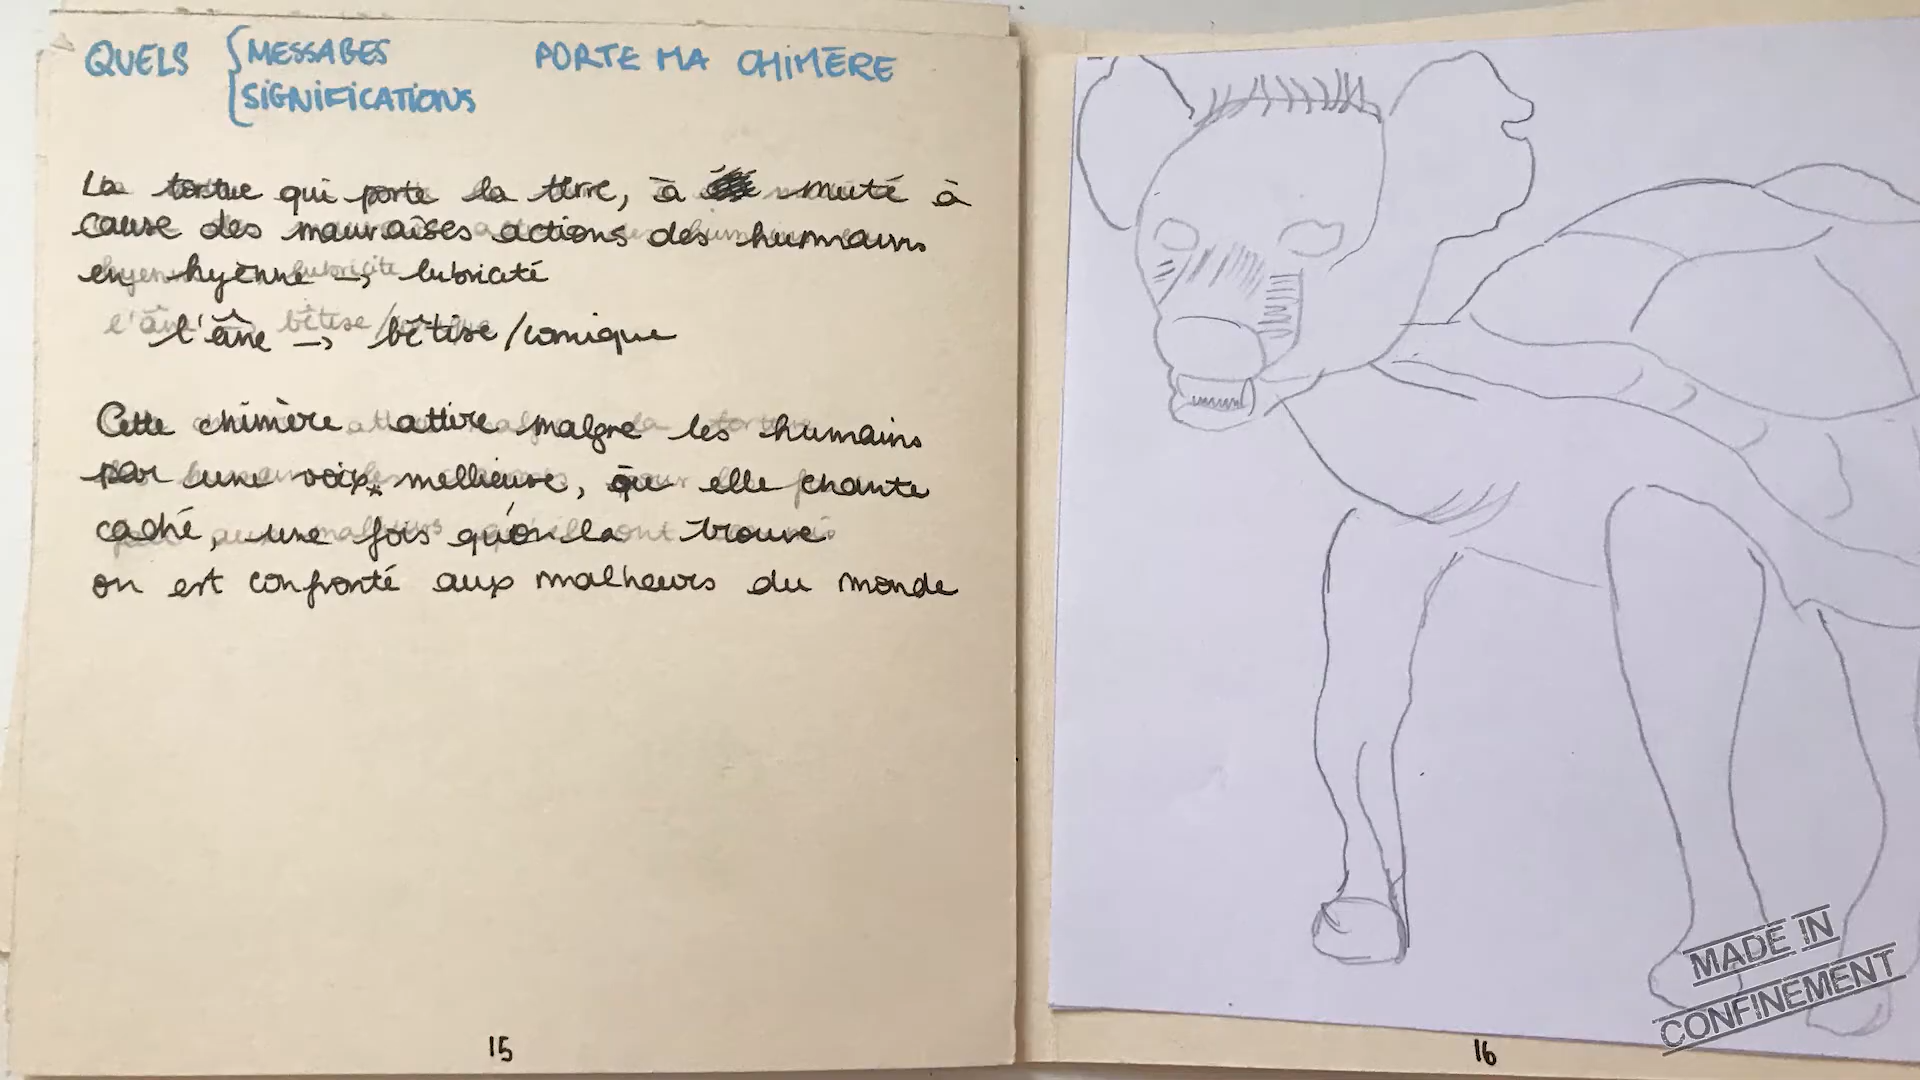 QUELS { MESSAGES SIGNIFICATIONS PORTE MA CHIMÈRE
La tortue qui porte la terre, à muté à
cause des mauvaises actions des humains
en hyène → lubricité
l'âne → bêtise/comique
Cette chimère attire malgré les humains
par une voix mellieure, qu elle chante
caché, une fois qu'on la trouve
on est confronté aux malheurs du monde
15
16
MADE IN
CONFINEMENT